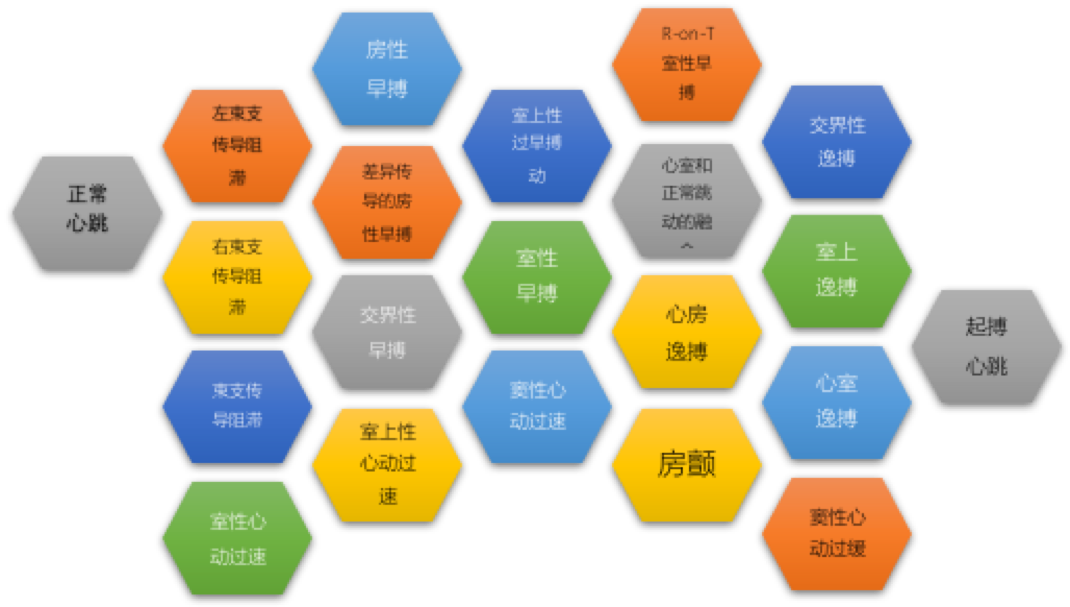 正常
心跳
左束支
传导阻
滞
右束支
传导阻
滞
束支传
导阻滞
室性心
动过速
房性
早搏
差异传
导的房
性早搏
交界性
早搏
室上性
心动过
速
室上性
过早搏
动
室性
早搏
窦性心
动过速
R-on-T
室性早
搏
心室和
正常跳
动的融
心房
逸搏
房颤
交界性
逸搏
室上
逸搏
心室
逸搏
窦性心
动过缓
起搏
心跳